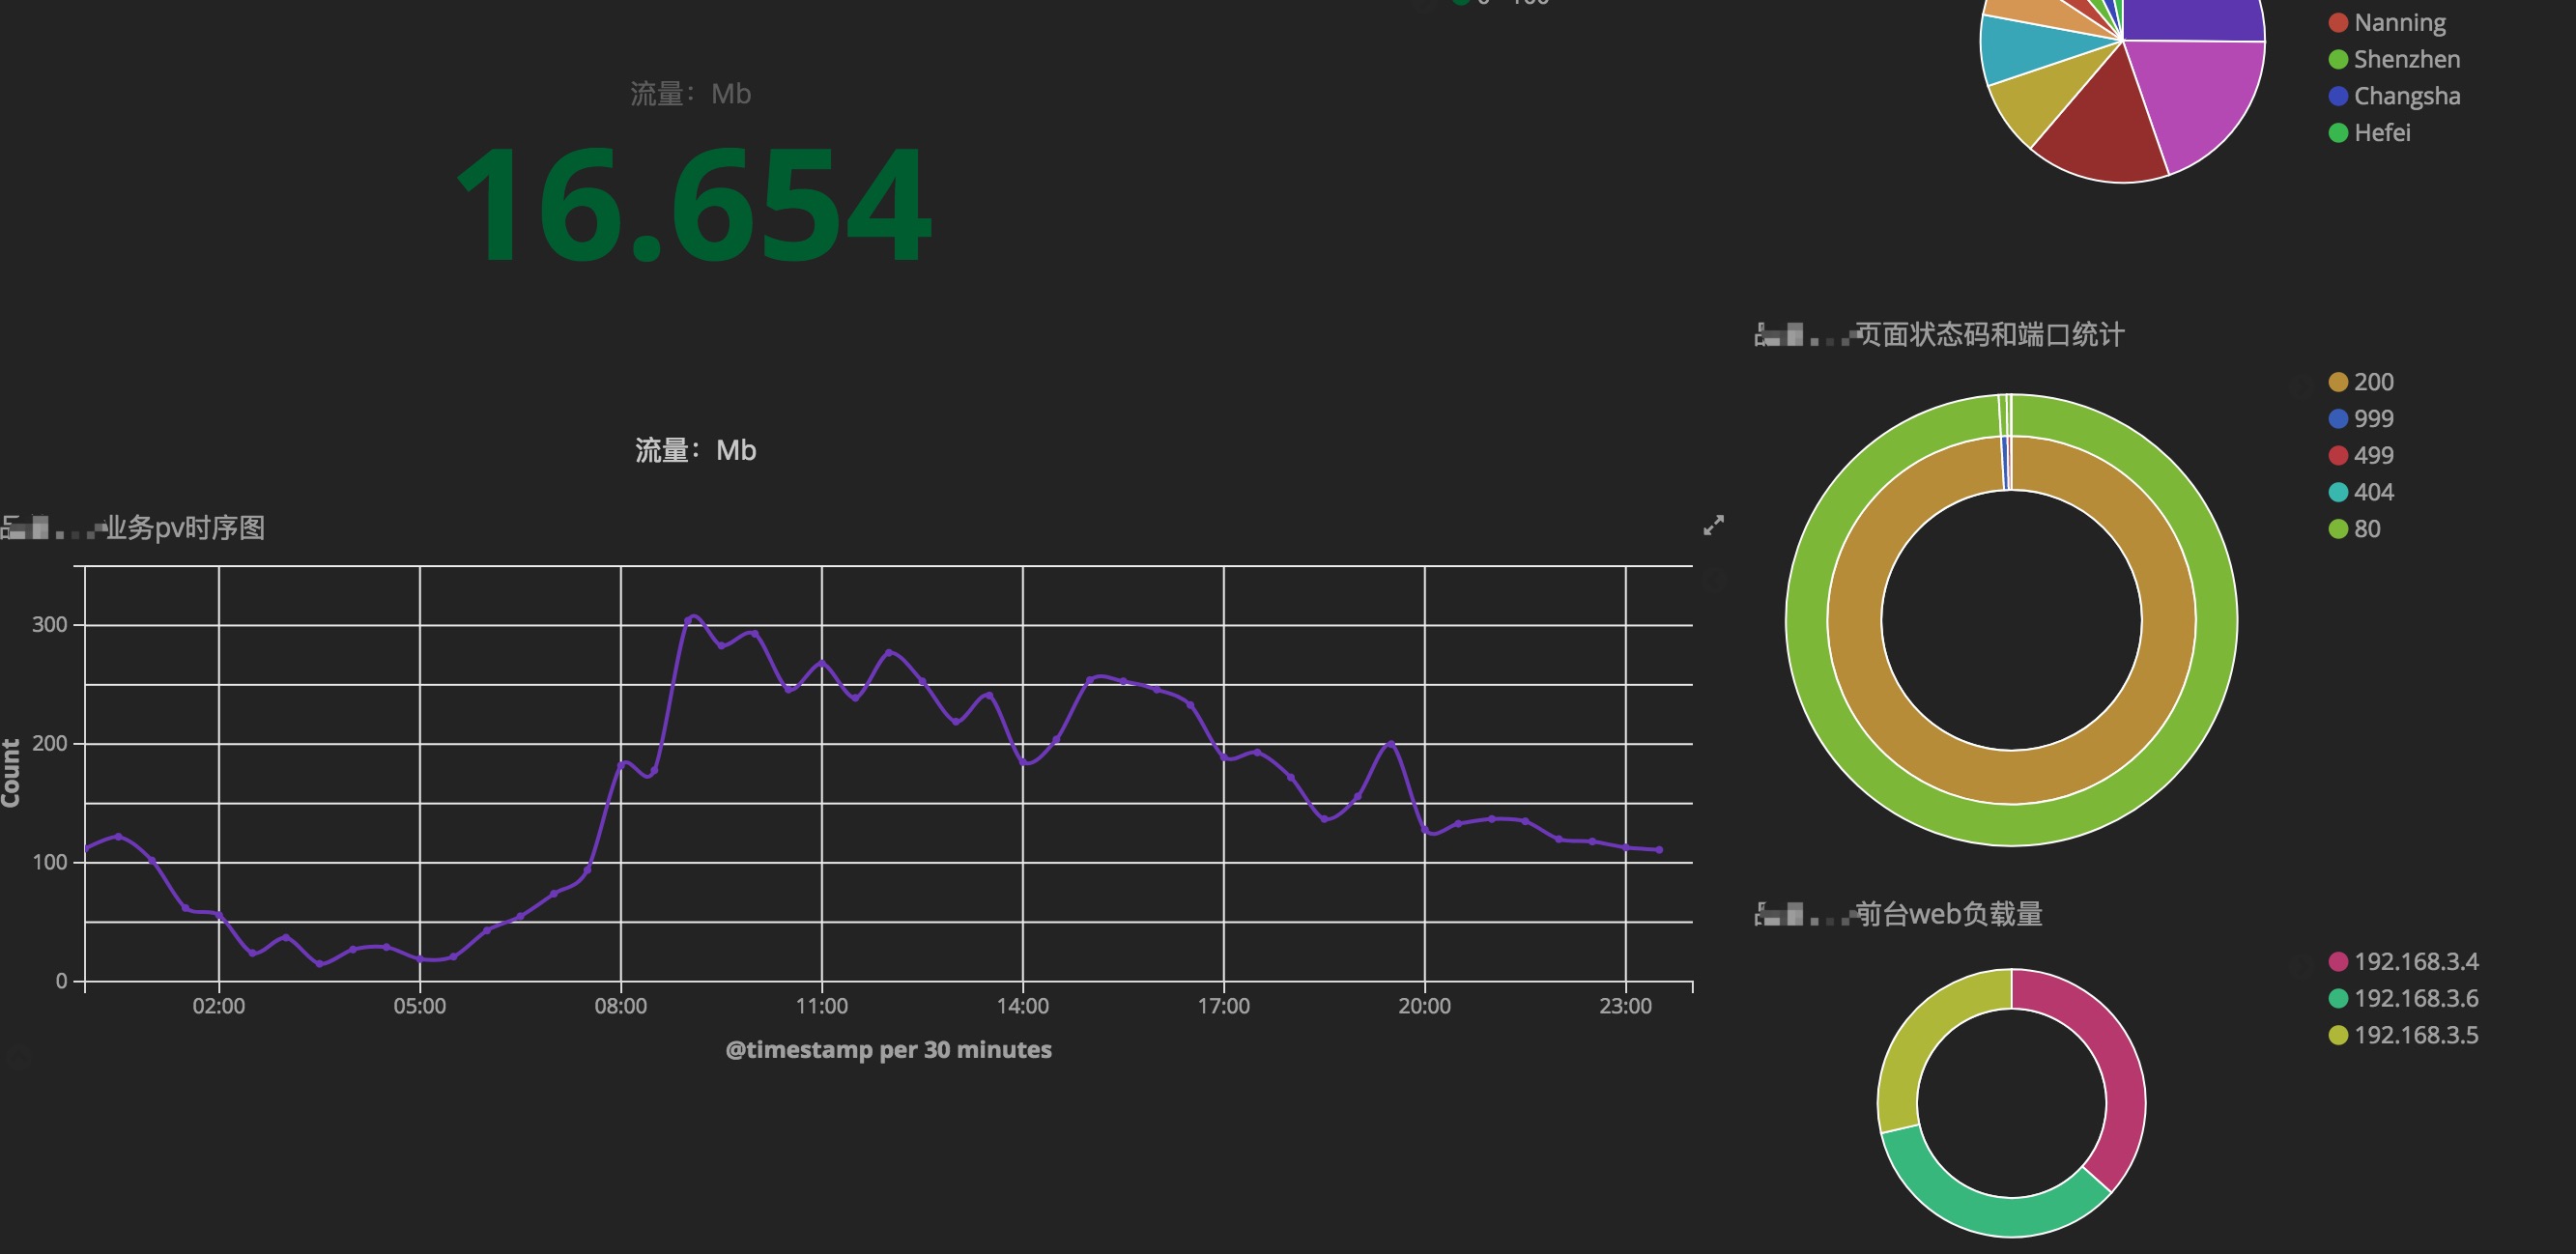 流量：Mb
16.654
流量：Mb
业务pv时序图
300
200
100
0
Count
02:00 05:00 08:00 11:00 14:00 17:00 20:00 23:00
@timestamp per 30 minutes
Nanning
Shenzhen
Changsha
Hefei
页面状态码和端口统计
200
999
499
404
80
前台web负载量
192.168.3.4
192.168.3.6
192.168.3.5